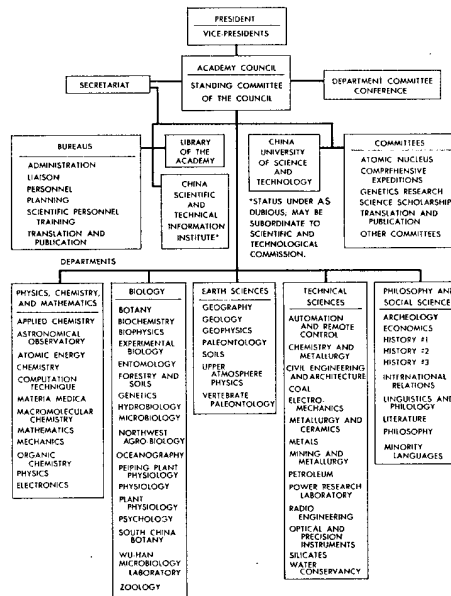 PRESIDENT
VICE-PRESIDENTS
ACADEMY COUNCIL
STANDING COMMITTEE
OF THE COUNCIL
SECRETARIAT
DEPARTMENT COMMITTEE
CONFERENCE
BUREAUS
ADMINISTRATION
LIAISON
PERSONNEL
PLANNING
SCIENTIFIC PERSONNEL
TRAINING
TRANSLATION AND
PUBLICATION
LIBRARY
OF THE
ACADEMY
CHINA
SCIENTIFIC AND
TECHNICAL
INFORMATION
INSTITUTE*
CHINA
UNIVERSITY
OF SCIENCE
AND
TECHNOLOGY
*STATUS UNDER AS
DUBIOUS, MAY BE
SUBORDINATE TO
SCIENTIFIC AND
TECHNOLOGICAL
COMMISSION.
COMMITTEES
ATOMIC NUCLEUS
COMPREHENSIVE
EXPEDITIONS
GENETICS RESEARCH
SCIENCE SCHOLARSHIP
TRANSLATION AND
PUBLICATION
OTHER COMMITTEES
DEPARTMENTS
PHYSICS, CHEMISTRY,
AND MATHEMATICS
APPLIED CHEMISTRY
ASTRONOMICAL
OBSERVATORY
ATOMIC ENERGY
CHEMISTRY
COMPUTATION
TECHNIQUE
MATERIA MEDICA
MACROMOLECULAR
CHEMISTRY
MATHEMATICS
MECHANICS
ORGANIC
CHEMISTRY
PHYSICS
ELECTRONICS
BIOLOGY
BOTANY
BIOCHEMISTRY
BIOPHYSICS
EXPERIMENTAL
BIOLOGY
ENTOMOLOGY
FORESTRY AND
SOILS
GENETICS
HYDROBIOLOGY
MICROBIOLOGY
NORTHWEST
AGRO-BIOLOGY
OCEANOGRAPHY
PEIPING PLANT
PHYSIOLOGY
PHYSIOLOGY
PLANT
PHYSIOLOGY
PSYCHOLOGY
SOUTH CHINA
BOTANY
WU-HAN
MICROBIOLOGY
LABORATORY
ZOOLOGY
EARTH SCIENCES
GEOGRAPHY
GEOLOGY
GEOPHYSICS
PALEONTOLOGY
SOILS
UPPER
ATMOSPHERE
PHYSICS
VERTEBRATE
PALEONTOLOGY
TECHNICAL
SCIENCES
AUTOMATION
AND REMOTE
CONTROL
CHEMISTRY AND
METALLURGY
CIVIL ENGINEERING
AND ARCHITECTURE
COAL
ELECTRO-
MECHANICS
METALLURGY AND
CERAMICS
METALS
MINING AND
METALLURGY
PETROLEUM
POWER RESEARCH
LABORATORY
RADIO
ENGINEERING
OPTICAL AND
PRECISION
INSTRUMENTS
SILICATES
WATER
CONSERVANCY
PHILOSOPHY AND
SOCIAL SCIENCE
ARCHEOLOGY
ECONOMICS
HISTORY #1
HISTORY #2
HISTORY #3
INTERNATIONAL
RELATIONS
LINGUISTICS AND
PHILOLOGY
LITERATURE
PHILOSOPHY
MINORITY
LANGUAGES